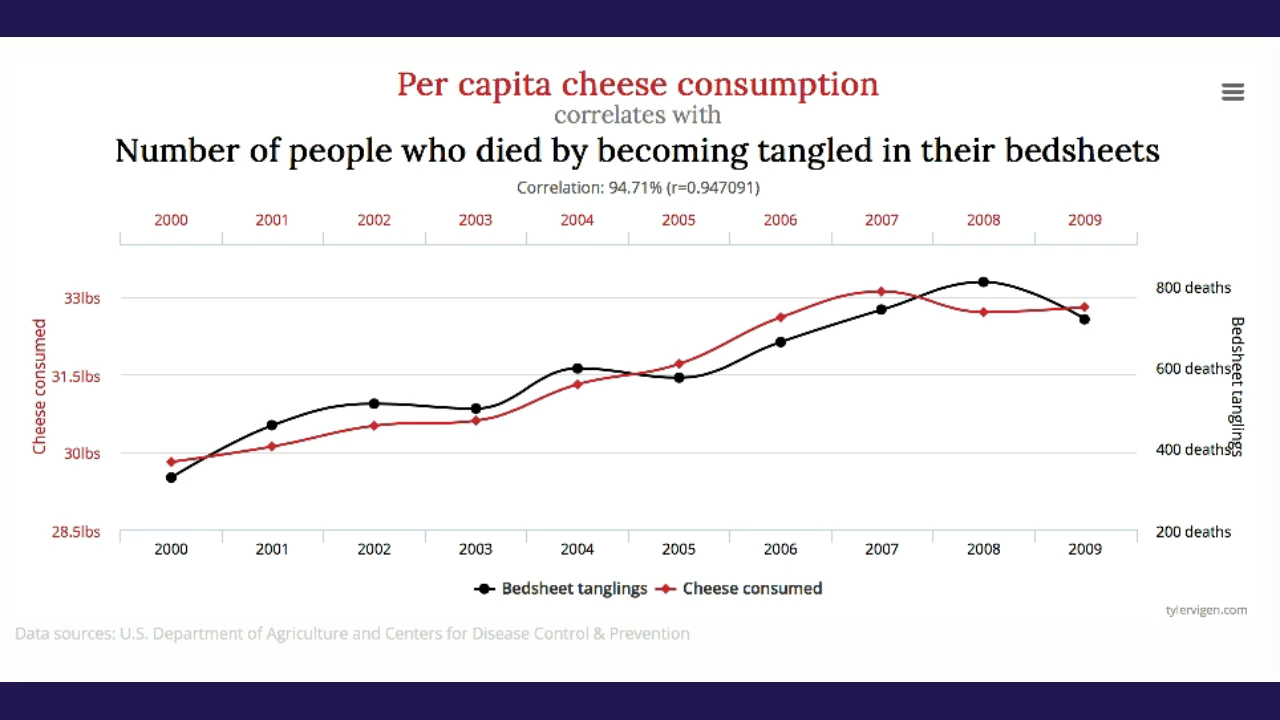 Per capita cheese consumption
correlates with
Number of people who died by becoming tangled in their bedsheets
Correlation: 94.71% (r=0.947091)
2000 2001 2002 2003 2004 2005 2006 2007 2008 2009
Cheese consumed
33lbs
31.5lbs
30lbs
28.5lbs
800 deaths
600 deaths
400 deaths
200 deaths
Bedsheet tanglings
2000 2001 2002 2003 2004 2005 2006 2007 2008 2009
Bedsheet tanglings Cheese consumed
tylervigen.com
Data sources: U.S. Department of Agriculture and Centers for Disease Control & Prevention